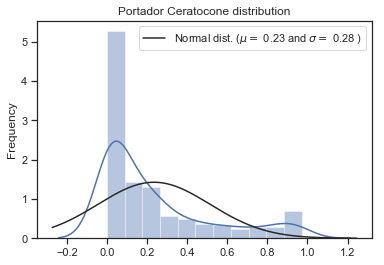 Portador Ceratocone distribution
Normal dist. (μ = 0.23 and σ = 0.28 )
Frequency
5
4
3
2
1
0
−0.2 0.0 0.2 0.4 0.6 0.8 1.0 1.2